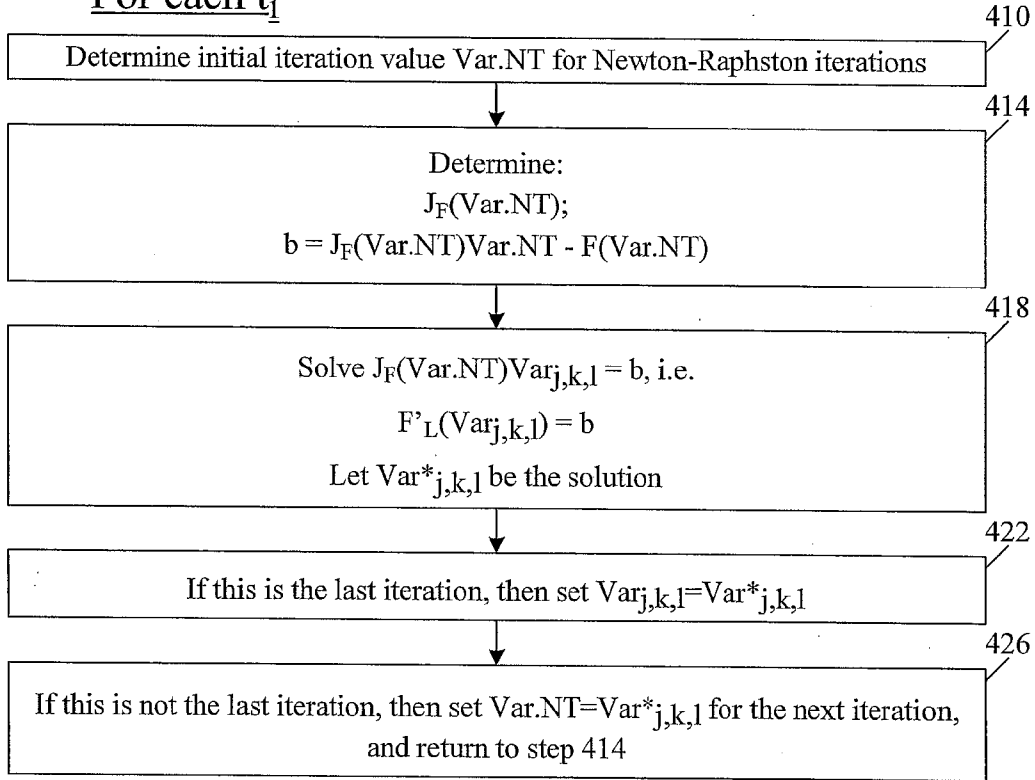 For each t_l
410
Determine initial iteration value Var.NT for Newton-Raphston iterations
414
Determine:
J_F(Var.NT);
b = J_F(Var.NT)Var.NT - F(Var.NT)
418
Solve J_F(Var.NT)Var_j,k,l = b, i.e.
F'_L(Var_j,k,l) = b
Let Var*_j,k,l be the solution
422
If this is the last iteration, then set Var_j,k,l=Var*_j,k,l
426
If this is not the last iteration, then set Var.NT=Var*_j,k,l for the next iteration,
and return to step 414